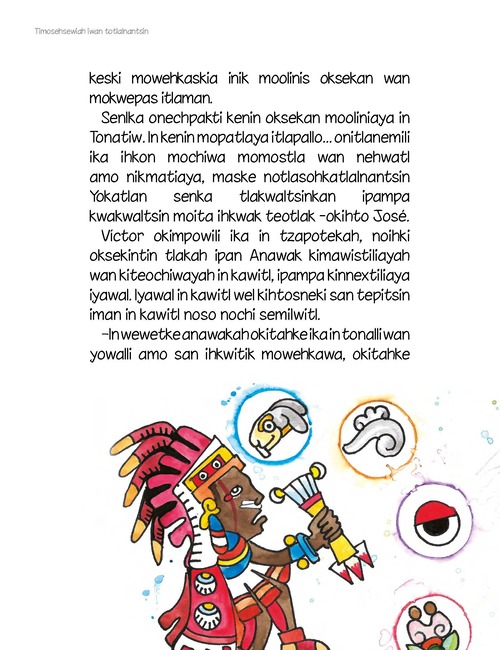 Timosehsewiah iwan totlalnantsin
keski mowehkaskia inik moolinis oksekan wan
mokwepas itlaman.
Senlka onechpakti kenin oksekan mooliniaya in
Tonatiw. In kenin mopatlaya itlapallo... onitlanemili
ika ihkon mochiwa momostla wan nehwatl
amo nikmatiaya, maske notlasohkatlalnantsin
Yokatlan senka tlakwaltsinkan ipampa
kwakwaltsin moita ihkwak teotlak -okihto José.
Víctor okimpowili ika in tzapotekah, noihki
oksekintin tlakah ipan Anawak kimawistiliayah
wan kiteochiwayah in kawitl, ipampa kinnextiliaya
iyawal. Iyawal in kawitl wel kihtosneki san tepitsin
iman in kawitl noso nochi semilwitl.
–In wewetke anawakah okitahke ika in tonalli wan
yowalli amo san ihkwitik mowehkawa, okitahke